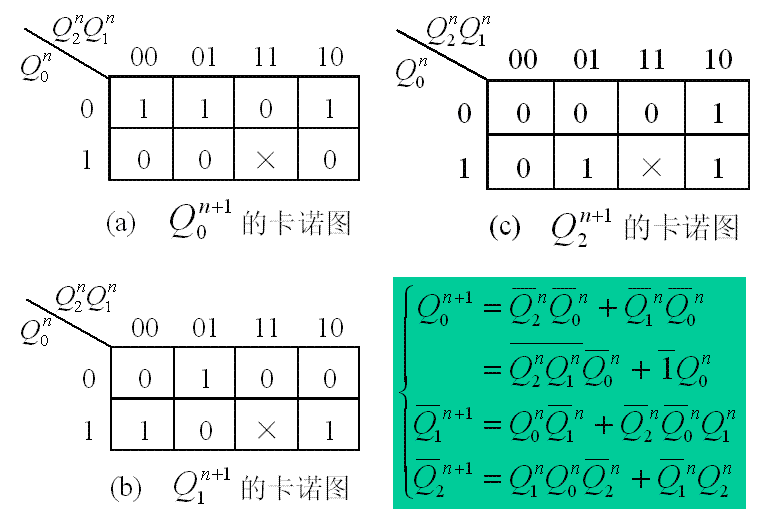 Q₂ⁿQ₁ⁿ
Q₀ⁿ
00 01 11 10
0 1 1 0 1
1 0 0 × 0
(a) Q₀ⁿ⁺¹ 的卡诺图
Q₂ⁿQ₁ⁿ
Q₀ⁿ
00 01 11 10
0 0 0 0 1
1 0 1 × 1
(c) Q₂ⁿ⁺¹ 的卡诺图
Q₂ⁿQ₁ⁿ
Q₀ⁿ
00 01 11 10
0 0 1 0 0
1 1 0 × 1
(b) Q₁ⁿ⁺¹ 的卡诺图
Q₀ⁿ⁺¹ = Q̅₂ⁿQ̅₀ⁿ + Q̅₁ⁿQ̅₀ⁿ
= \overline{Q₂ⁿQ₁ⁿ}Q̅₀ⁿ + 1̅Q₀ⁿ
Q̅₁ⁿ⁺¹ = Q₀ⁿQ̅₁ⁿ + Q̅₂ⁿQ̅₀ⁿQ₁ⁿ
Q̅₂ⁿ⁺¹ = Q₁ⁿQ₀ⁿQ̅₂ⁿ + Q̅₁ⁿQ₂ⁿ